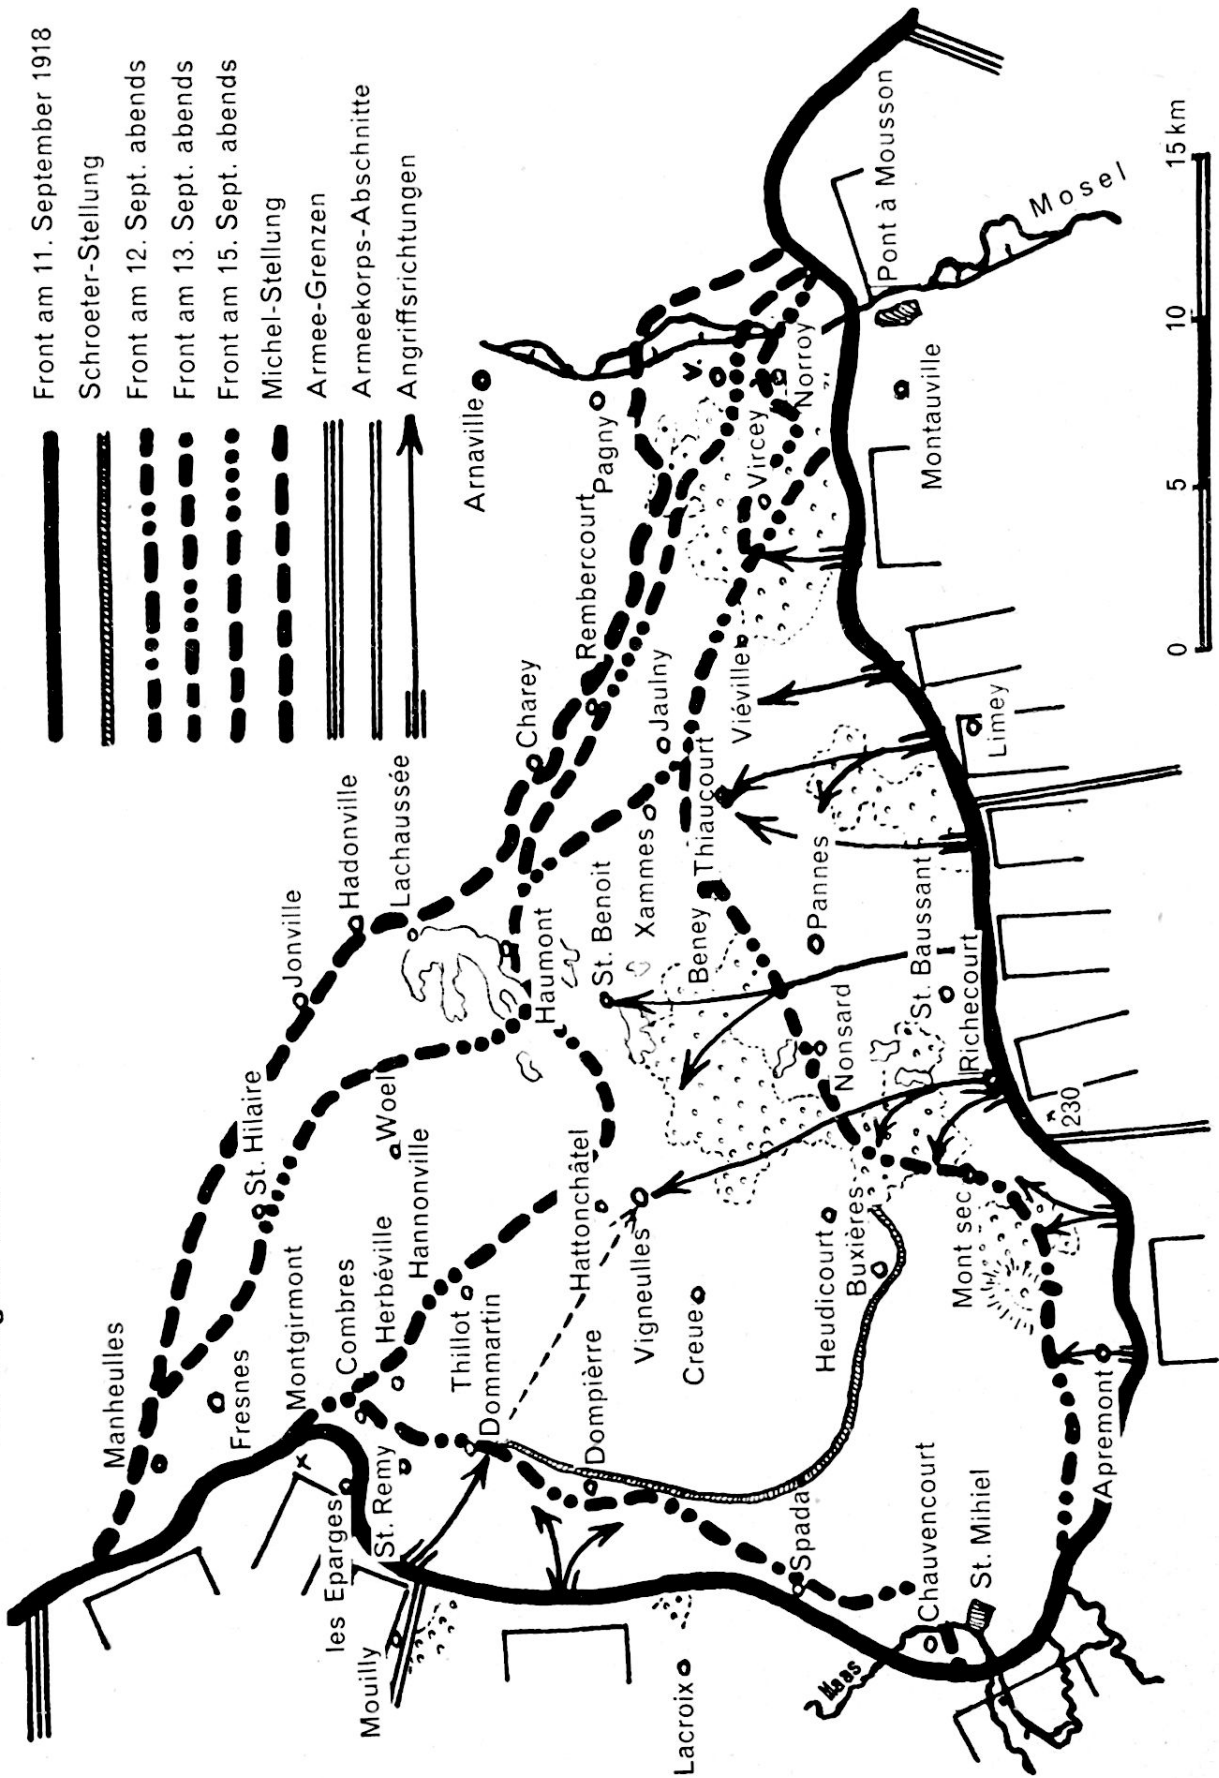 Front am 11. September 1918
Schroeter-Stellung
Front am 12. Sept. abends
Front am 13. Sept. abends
Front am 15. Sept. abends
Michel-Stellung
Armee-Grenzen
Armeekorps-Abschnitte
Angriffsrichtungen
Manheulles
Fresnes
Montgirmont
St. Hilaire
Jonville
Hadonville
Lachaussée
Combres
Herbéville
Hannonville
Woël
les Eparges
St. Remy
Mouilly
Thillot
Dommartin
Dompièrre
Hattonchâtel
Vigneulles
Creue
Lacroix
Spada
Chauvencourt
St. Mihiel
Maas
Apremont
Heudicourt
Buxières
Mont sec
Haumont
St. Benoit
Xammes
Beney
Thiaucourt
Jaulny
Charey
Rembercourt
Pagny
Arnaville
Nonsard
Pannes
St. Baussant
Richecourt
230
Viéville
Vircey
V.
Norroy
Limey
Montauville
Pont à Mousson
Mosel
0
5
10
15 km